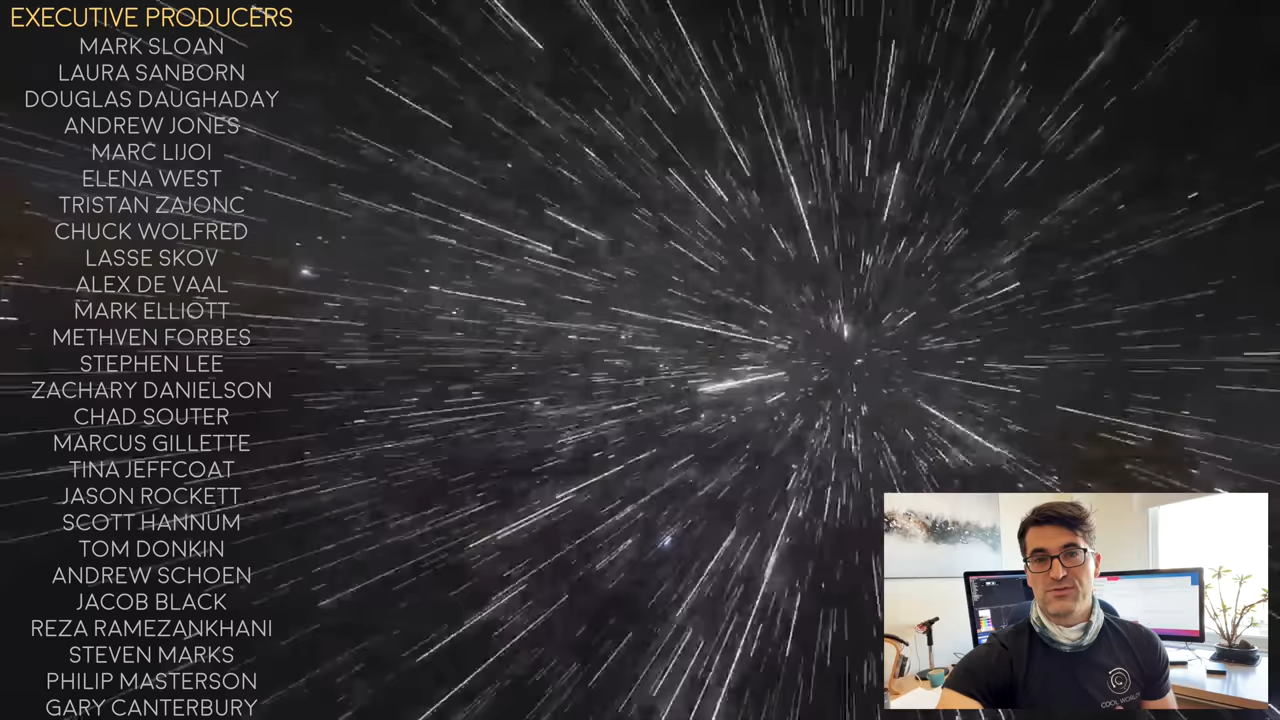 EXECUTIVE PRODUCERS
MARK SLOAN
LAURA SANBORN
DOUGLAS DAUGHADAY
ANDREW JONES
MARC LIJOI
ELENA WEST
TRISTAN ZAJONC
CHUCK WOLFRED
LASSE SKOV
ALEX DE VAAL
MARK ELLIOTT
METHVEN FORBES
STEPHEN LEE
ZACHARY DANIELSON
CHAD SOUTER
MARCUS GILLETTE
TINA JEFFCOAT
JASON ROCKETT
SCOTT HANNUM
TOM DONKIN
ANDREW SCHOEN
JACOB BLACK
REZA RAMEZANKHANI
STEVEN MARKS
PHILIP MASTERSON
GARY CANTERBURY
COOL WORLDS